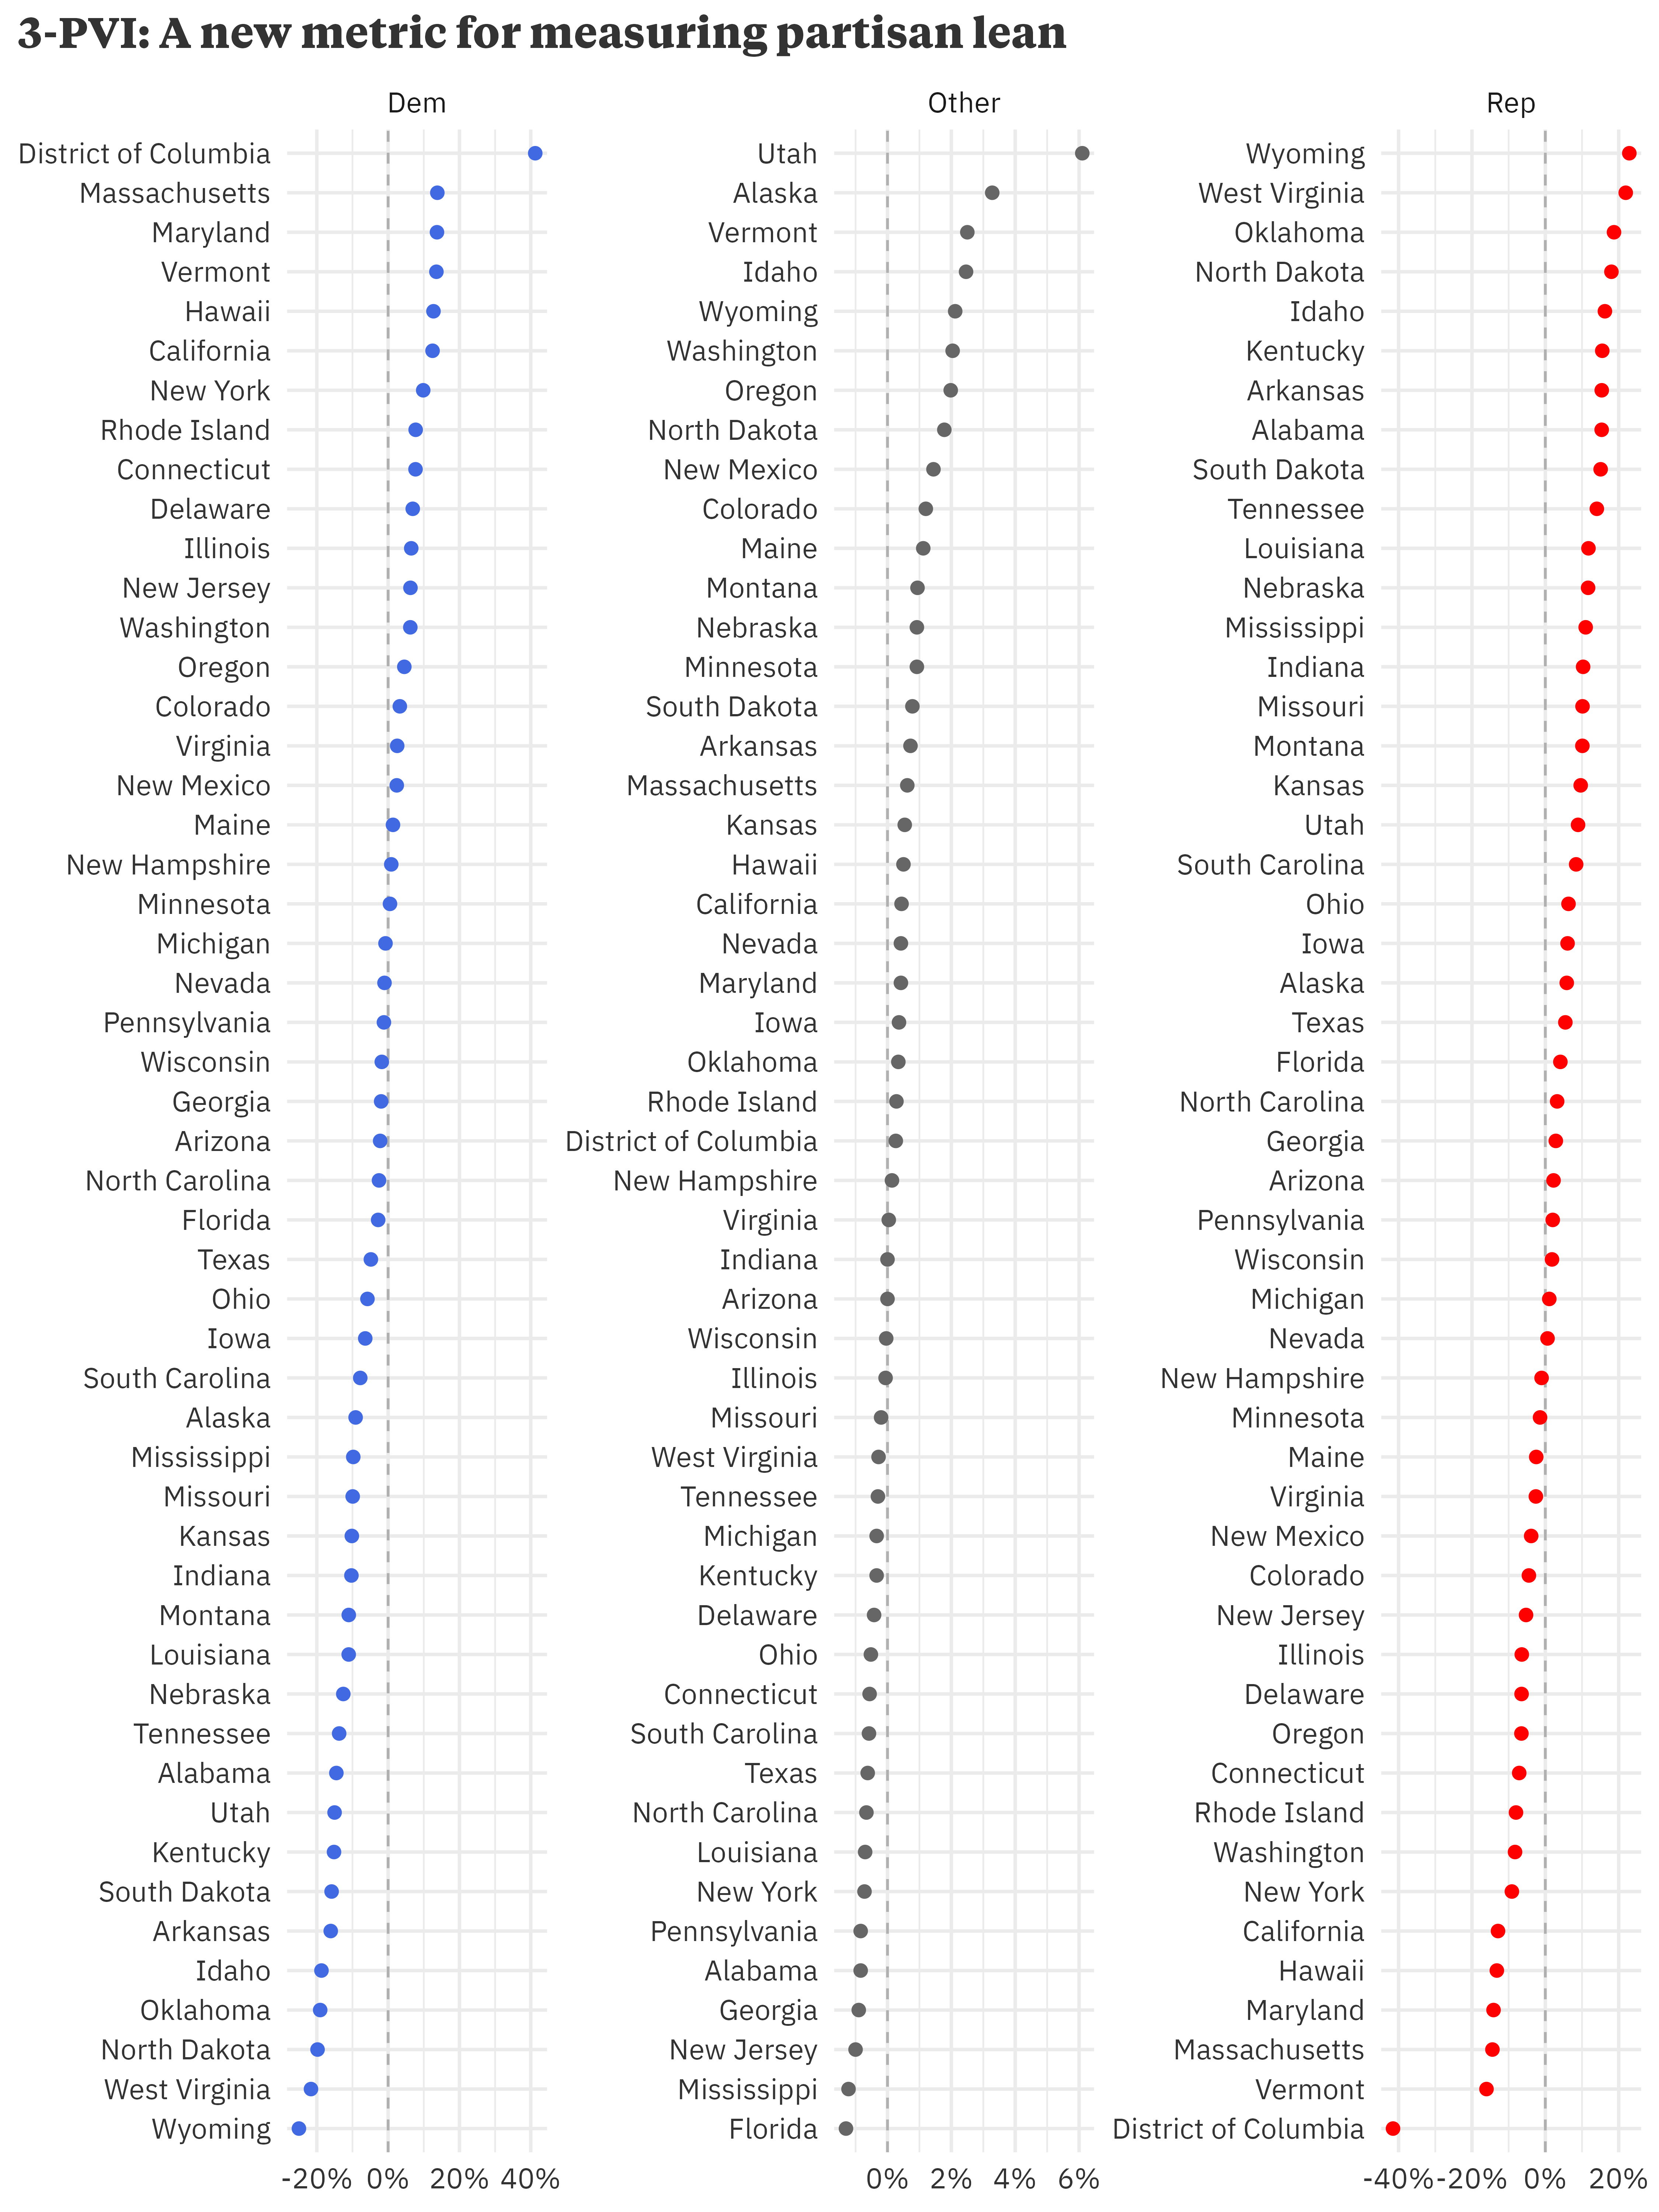 3-PVI: A new metric for measuring partisan lean
Dem
District of Columbia
Massachusetts
Maryland
Vermont
Hawaii
California
New York
Rhode Island
Connecticut
Delaware
Illinois
New Jersey
Washington
Oregon
Colorado
Virginia
New Mexico
Maine
New Hampshire
Minnesota
Michigan
Nevada
Pennsylvania
Wisconsin
Georgia
Arizona
North Carolina
Florida
Texas
Ohio
Iowa
South Carolina
Alaska
Mississippi
Missouri
Kansas
Indiana
Montana
Louisiana
Nebraska
Tennessee
Alabama
Utah
Kentucky
South Dakota
Arkansas
Idaho
Oklahoma
North Dakota
West Virginia
Wyoming
-20% 0% 20% 40%
Other
Utah
Alaska
Vermont
Idaho
Wyoming
Washington
Oregon
North Dakota
New Mexico
Colorado
Maine
Montana
Nebraska
Minnesota
South Dakota
Arkansas
Massachusetts
Kansas
Hawaii
California
Nevada
Maryland
Iowa
Oklahoma
Rhode Island
District of Columbia
New Hampshire
Virginia
Indiana
Arizona
Wisconsin
Illinois
Missouri
West Virginia
Tennessee
Michigan
Kentucky
Delaware
Ohio
Connecticut
South Carolina
Texas
North Carolina
Louisiana
New York
Pennsylvania
Alabama
Georgia
New Jersey
Mississippi
Florida
0% 2% 4% 6%
Rep
Wyoming
West Virginia
Oklahoma
North Dakota
Idaho
Kentucky
Arkansas
Alabama
South Dakota
Tennessee
Louisiana
Nebraska
Mississippi
Indiana
Missouri
Montana
Kansas
Utah
South Carolina
Ohio
Iowa
Alaska
Texas
Florida
North Carolina
Georgia
Arizona
Pennsylvania
Wisconsin
Michigan
Nevada
New Hampshire
Minnesota
Maine
Virginia
New Mexico
Colorado
New Jersey
Illinois
Delaware
Oregon
Connecticut
Rhode Island
Washington
New York
California
Hawaii
Maryland
Massachusetts
Vermont
District of Columbia
-40% -20% 0% 20%